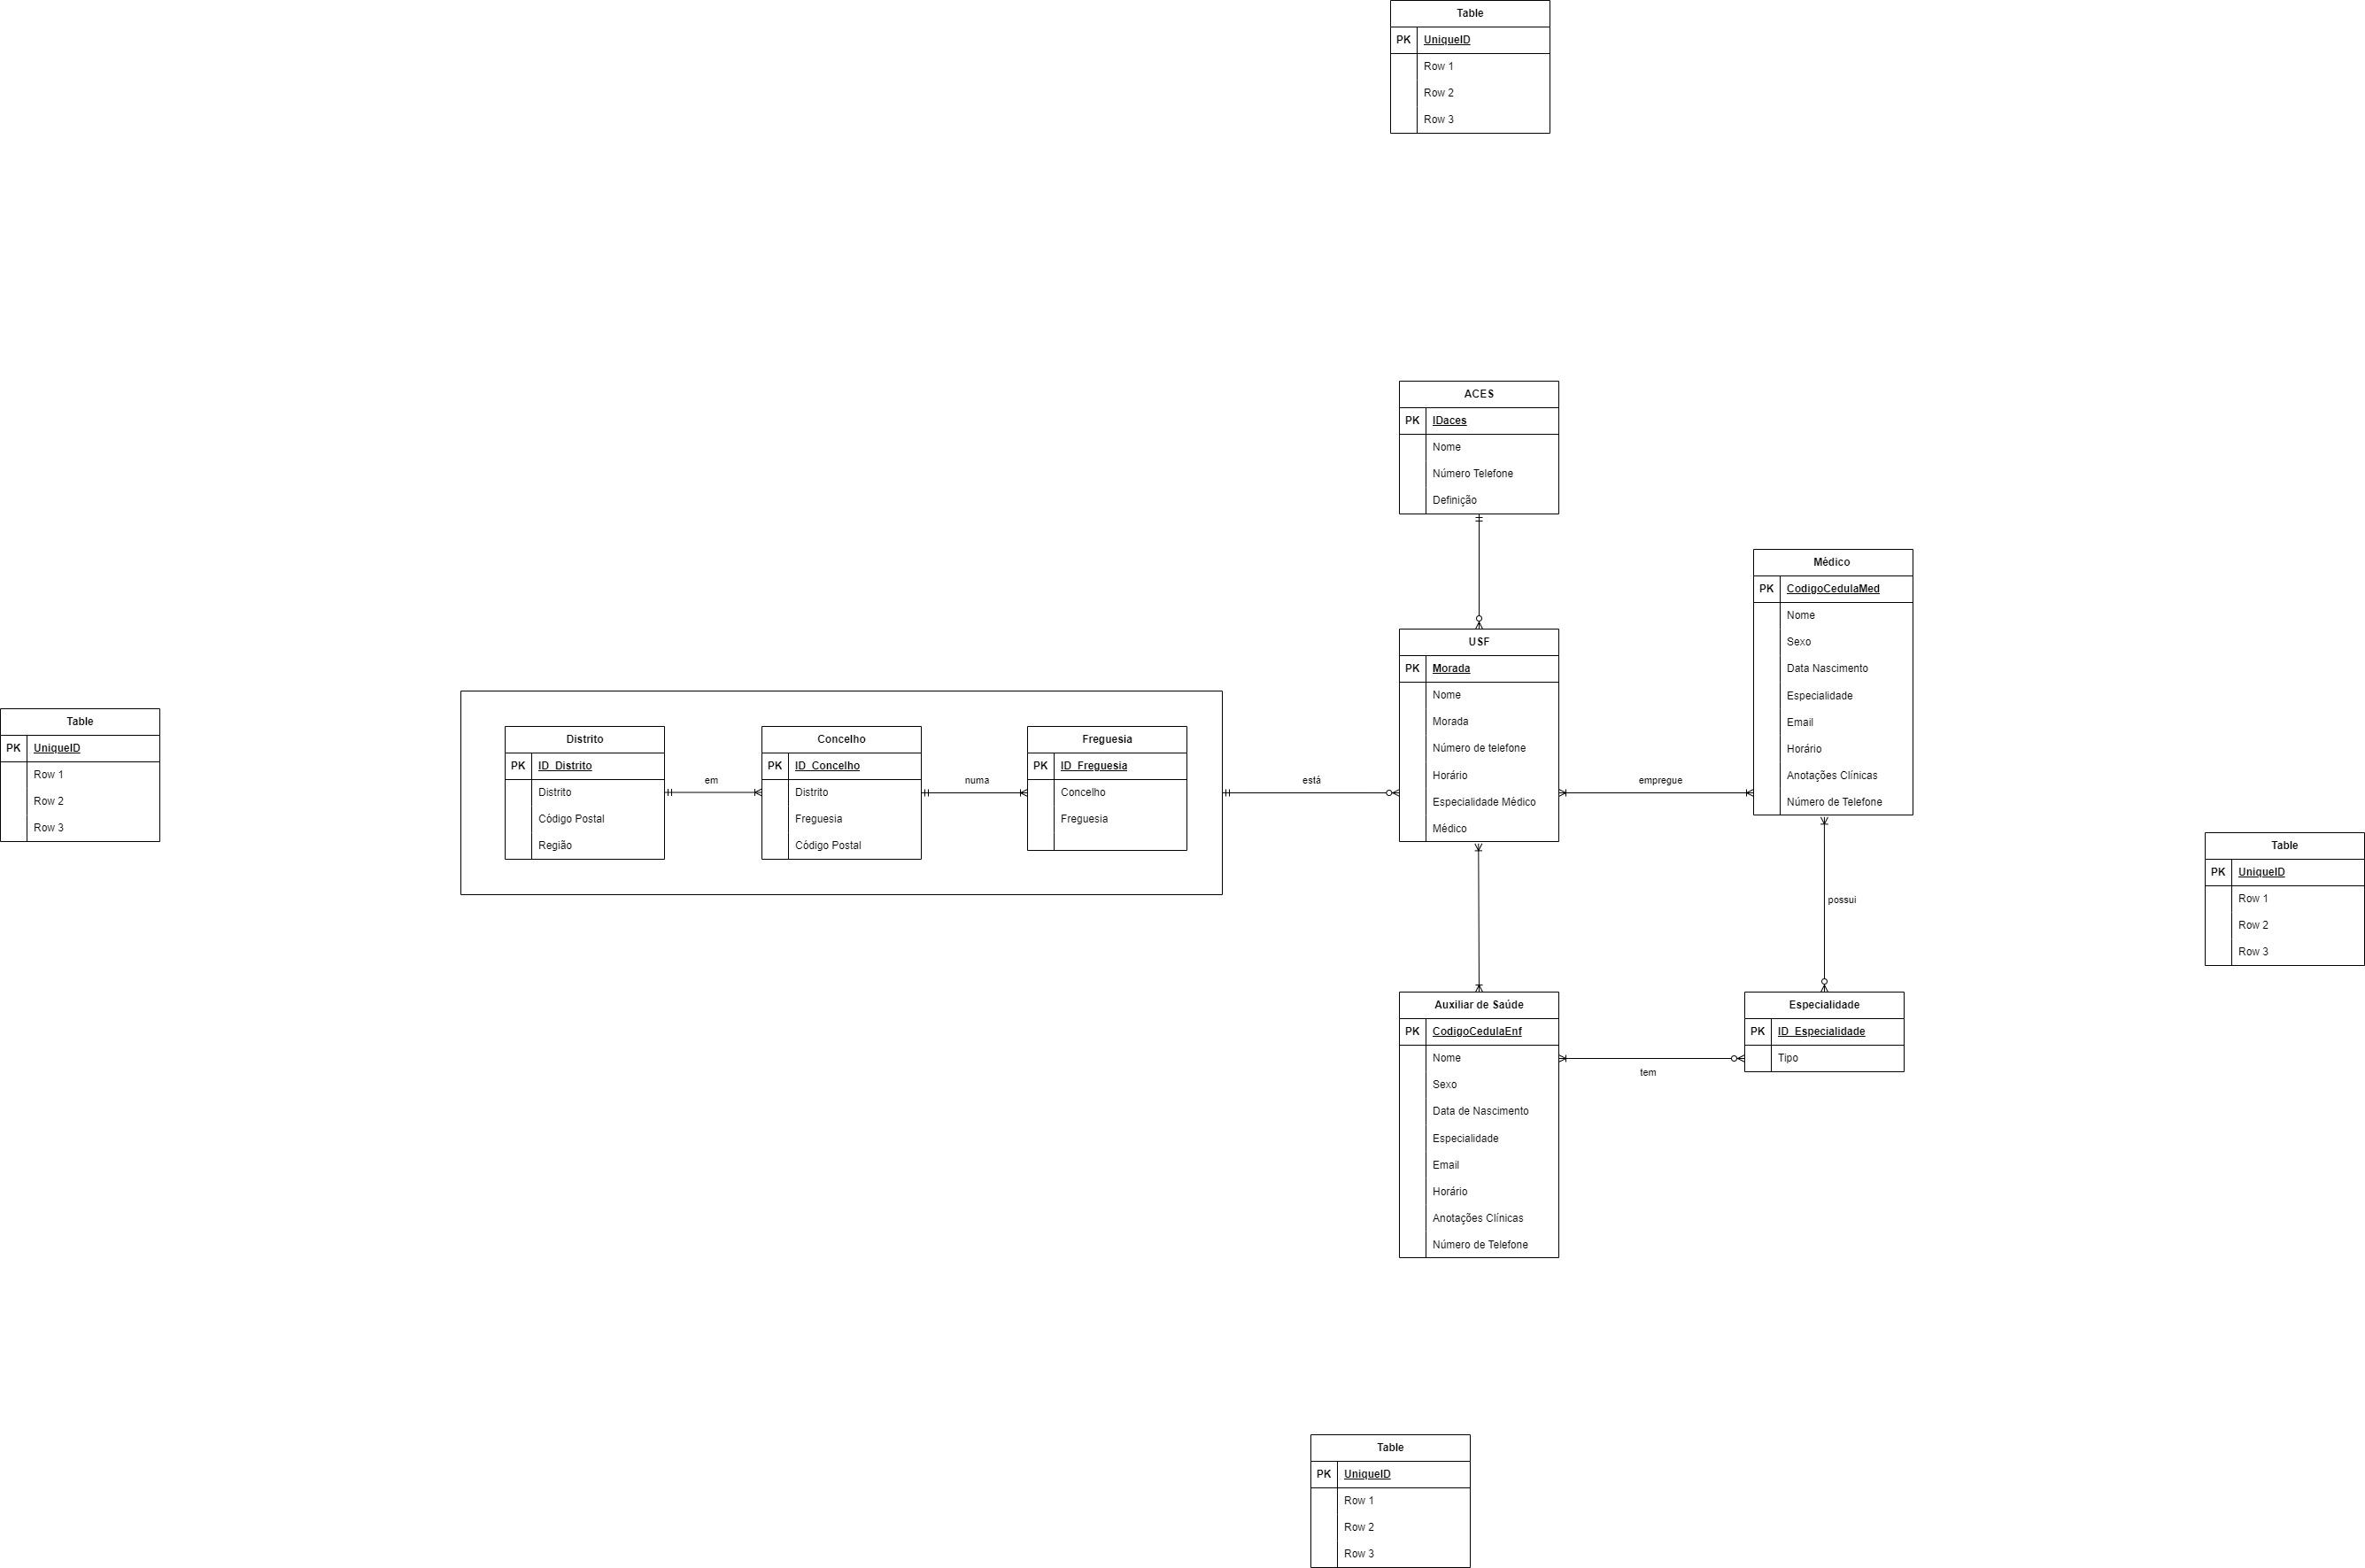 Table
PK UniqueID
Row 1
Row 2
Row 3
ACES
PK IDaces
Nome
Número Telefone
Definição
Médico
PK CodigoCedulaMed
Nome
Sexo
Data Nascimento
Especialidade
Email
Horário
Anotações Clínicas
Número de Telefone
USF
PK Morada
Nome
Morada
Número de telefone
Horário
Especialidade Médico
Médico
Table
PK UniqueID
Row 1
Row 2
Row 3
Distrito
PK ID_Distrito
Distrito
Código Postal
Região
em
Concelho
PK ID_Concelho
Distrito
Freguesia
Código Postal
numa
Freguesia
PK ID_Freguesia
Concelho
Freguesia
está
empregue
Table
PK UniqueID
Row 1
Row 2
Row 3
possui
Auxiliar de Saúde
PK CodigoCedulaEnf
Nome
Sexo
Data de Nascimento
Especialidade
Email
Horário
Anotações Clínicas
Número de Telefone
tem
Especialidade
PK ID_Especialidade
Tipo
Table
PK UniqueID
Row 1
Row 2
Row 3